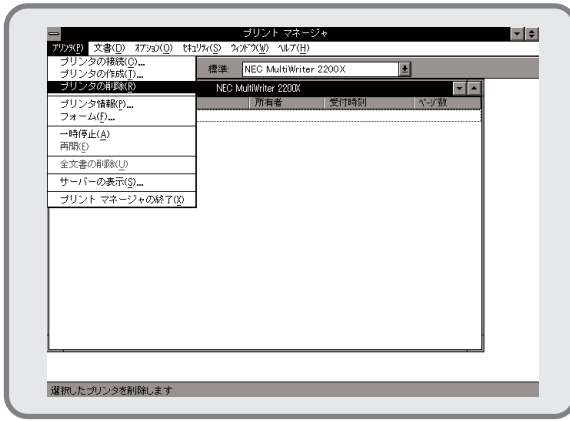 プリント マネージャ
ﾌﾟﾘﾝﾀ(P) 文書(D) ｵﾌﾟｼｮﾝ(O) ｾｷｭﾘﾃｨ(S) ｳｨﾝﾄﾞｳ(W) ﾍﾙﾌﾟ(H)
標準: NEC MultiWriter 2200X
プリンタの接続(C)...
プリンタの作成(T)...
プリンタの削除(R)
プリンタ情報(P)...
フォーム(F)...
一時停止(A)
再開(E)
全文書の削除(U)
サーバーの表示(S)...
プリント マネージャの終了(X)
NEC MultiWriter 2200X
所有者 受付時刻 ﾍﾟｰｼﾞ数
選択したプリンタを削除します